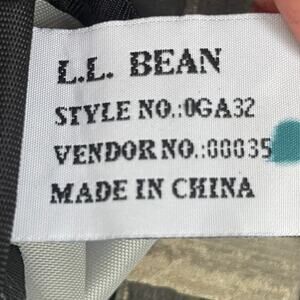 L.L. BEAN
STYLE NO.:0GA32
VENDOR NO.:00035
MADE IN CHINA